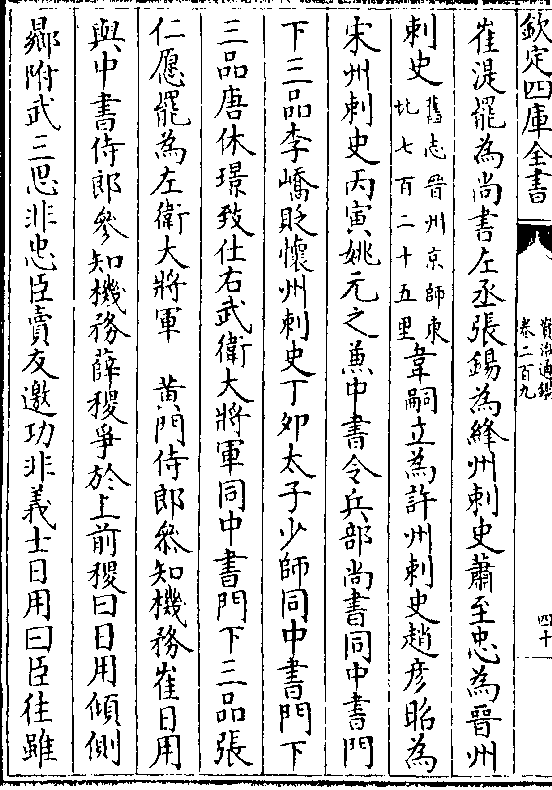 欽定四庫全書
資治通鑑
卷二百九
四十
崔湜罷為尚書左丞張錫為絳州刺史蕭至忠為晉州
刺史舊志晉州京師東
北七百二十五里韋嗣立為許州刺史趙彦昭為
宋州刺史丙寅姚元之兼中書令兵部尚書同中書門
下三品李嶠貶懷州刺史丁夘太子少師同中書門下
三品唐休璟致仕右武衛大將軍同中書門下三品張
仁愿罷為左衛大將軍　黄門侍郎叅知機務崔日用
與中書侍郎參知機務薛稷爭於上前稷曰日用傾側
曏附武三思非忠臣賣友邀功非義士日用曰臣往雖